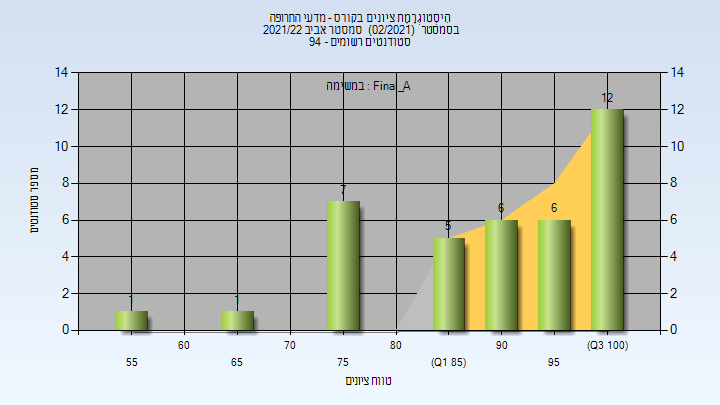 היסטוגרמת ציונים בקורס - מדעי התרופה
בסמסטר (02/2021) סמסטר אביב 2021/22
סטודנטים רשומים - 94
במשימה : Final_A
14 14
12 12
10 10
8 8
6 6
4 4
2 2
0 0
1 1 7 5 6 6 12
מספר סטודנטים
60 70 80 90 (Q3 100)
55 65 75 (Q1 85) 95
טווח ציונים